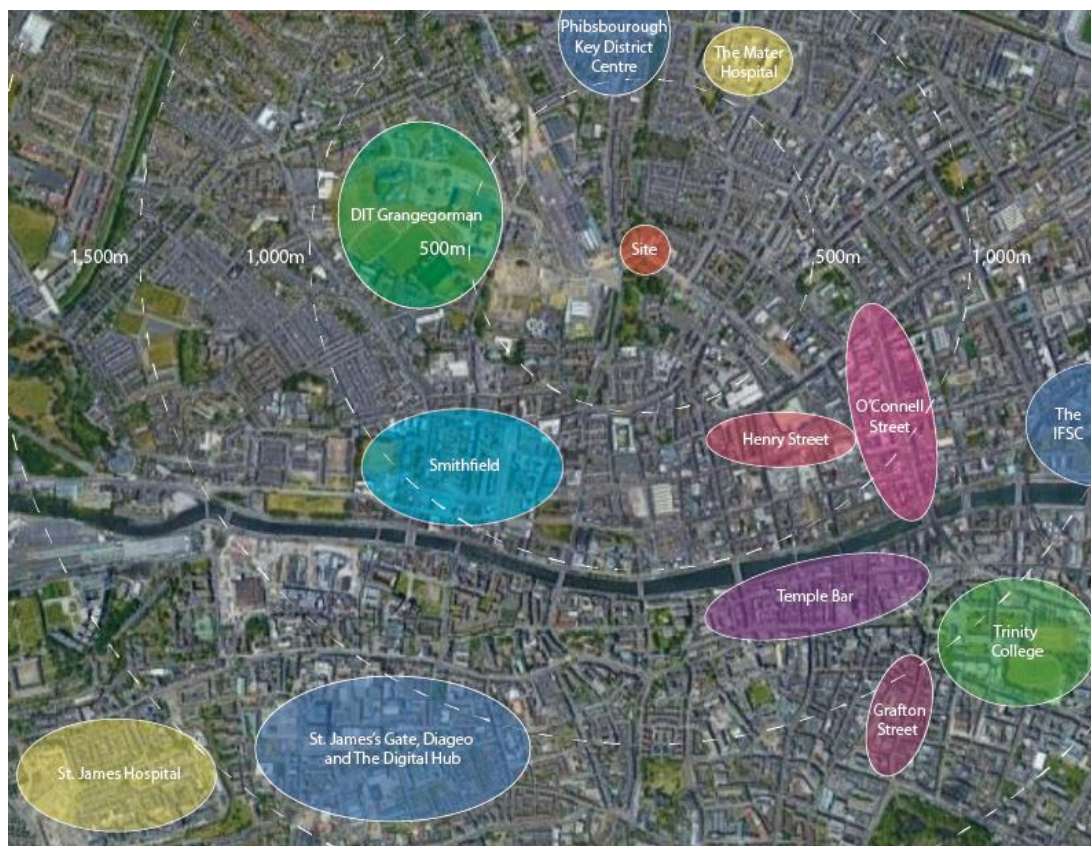 Phibsbourough
Key District
Centre
The Mater
Hospital
DIT Grangegorman
1,500m
1,000m
500m
Site
500m
1,000m
O'Connell
Street
The
IFSC
Henry Street
Smithfield
Temple Bar
Trinity
College
Grafton
Street
St. James's Gate, Diageo
and The Digital Hub
St. James Hospital